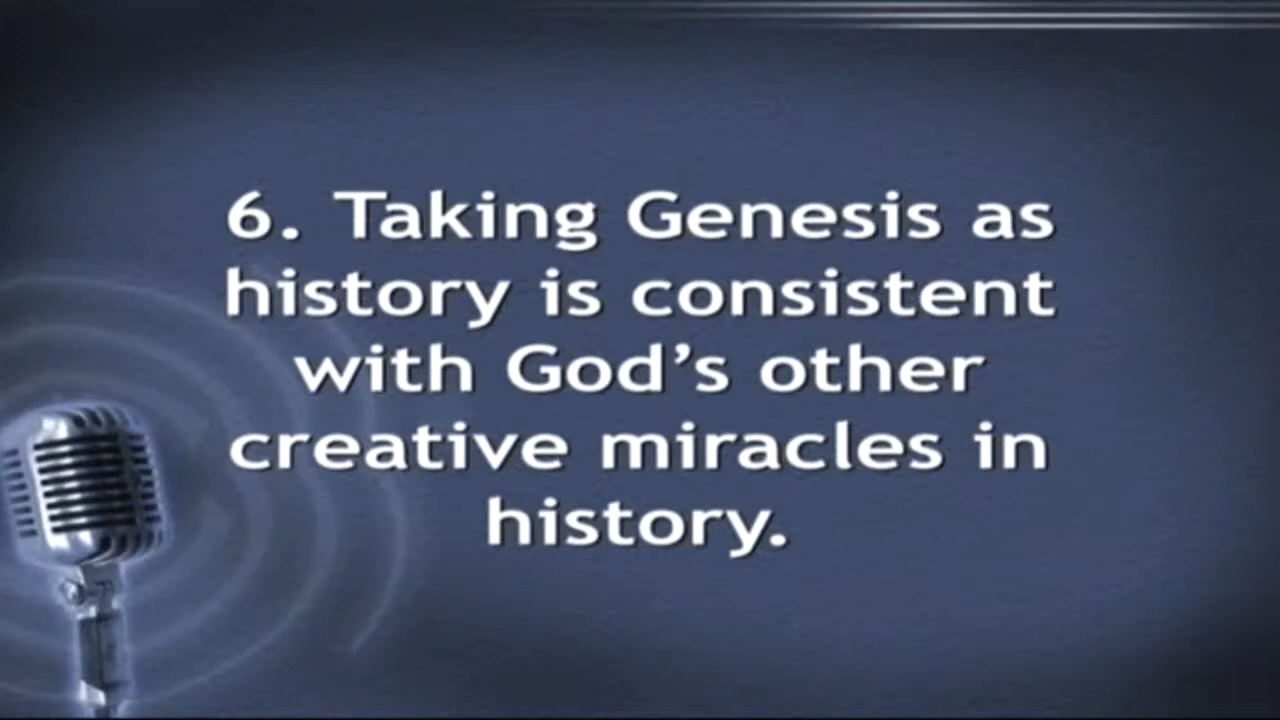 6. Taking Genesis as
history is consistent
with God’s other
creative miracles in
history.